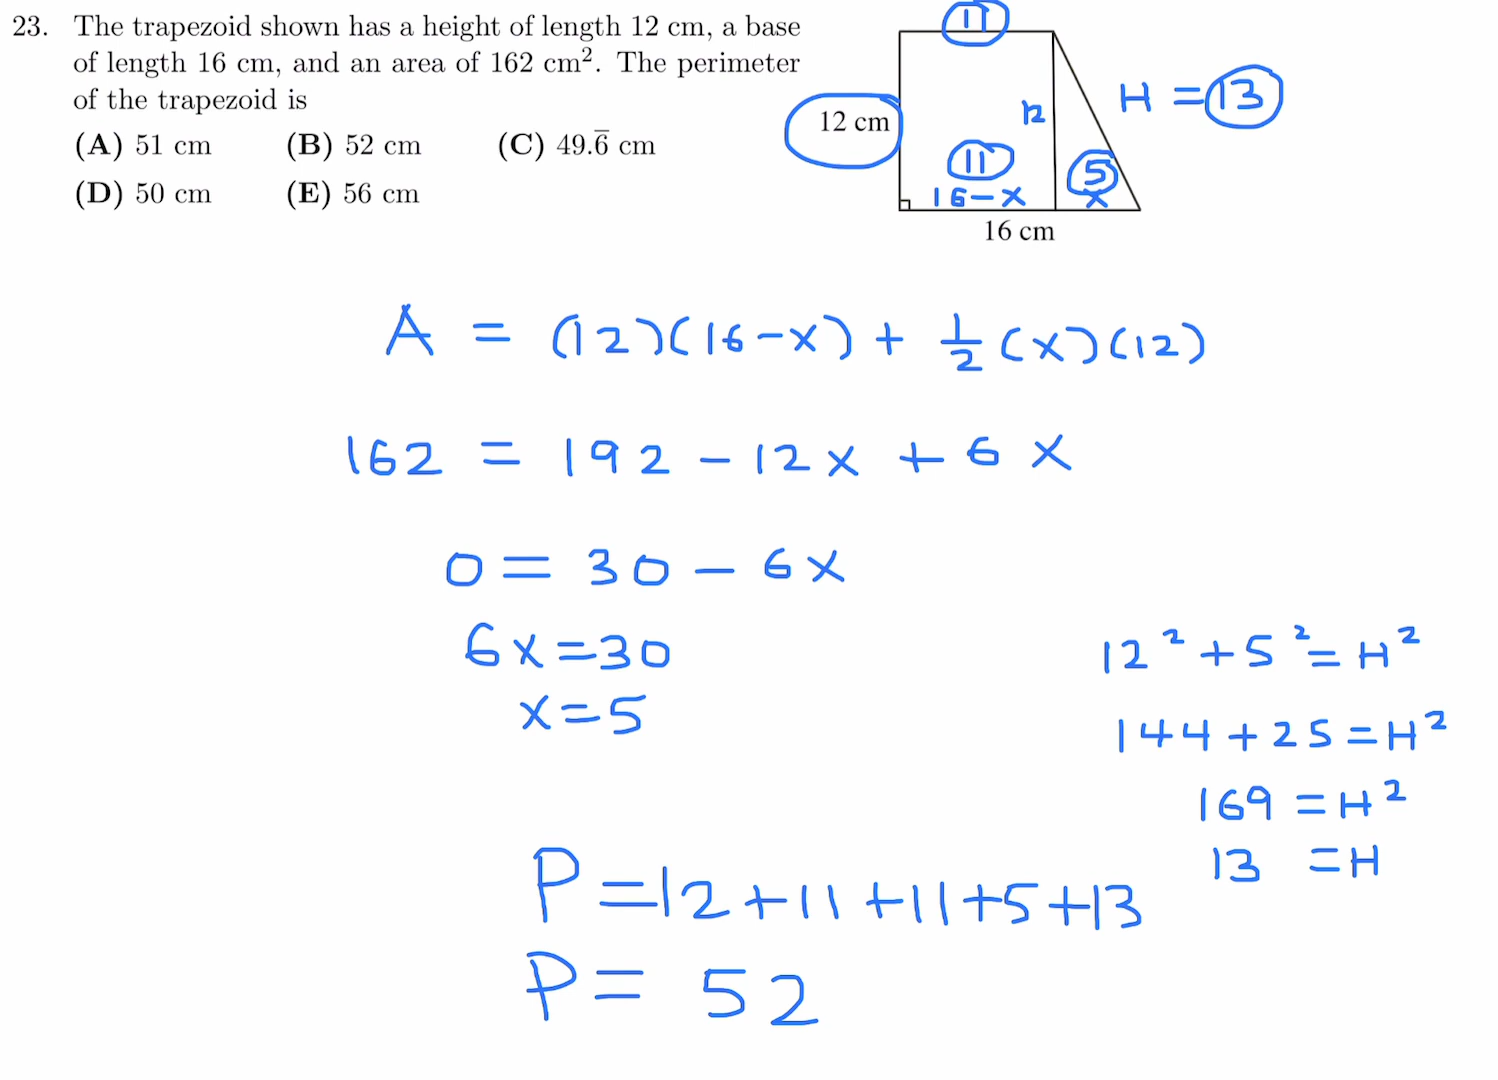 23. The trapezoid shown has a height of length 12 cm, a base
of length 16 cm, and an area of 162 cm². The perimeter
of the trapezoid is
(A) 51 cm (B) 52 cm (C) 49.6̅ cm
(D) 50 cm (E) 56 cm
11
H = 13
12 cm
12
11
5
16-x
x
16 cm
A = (12)(16-x) + 1/2 (x)(12)
162 = 192 - 12x + 6x
0 = 30 - 6x
6x=30
x=5
12² + 5² = H²
144 + 25 = H²
169 = H²
13 = H
P=12+11+11+5+13
P= 52